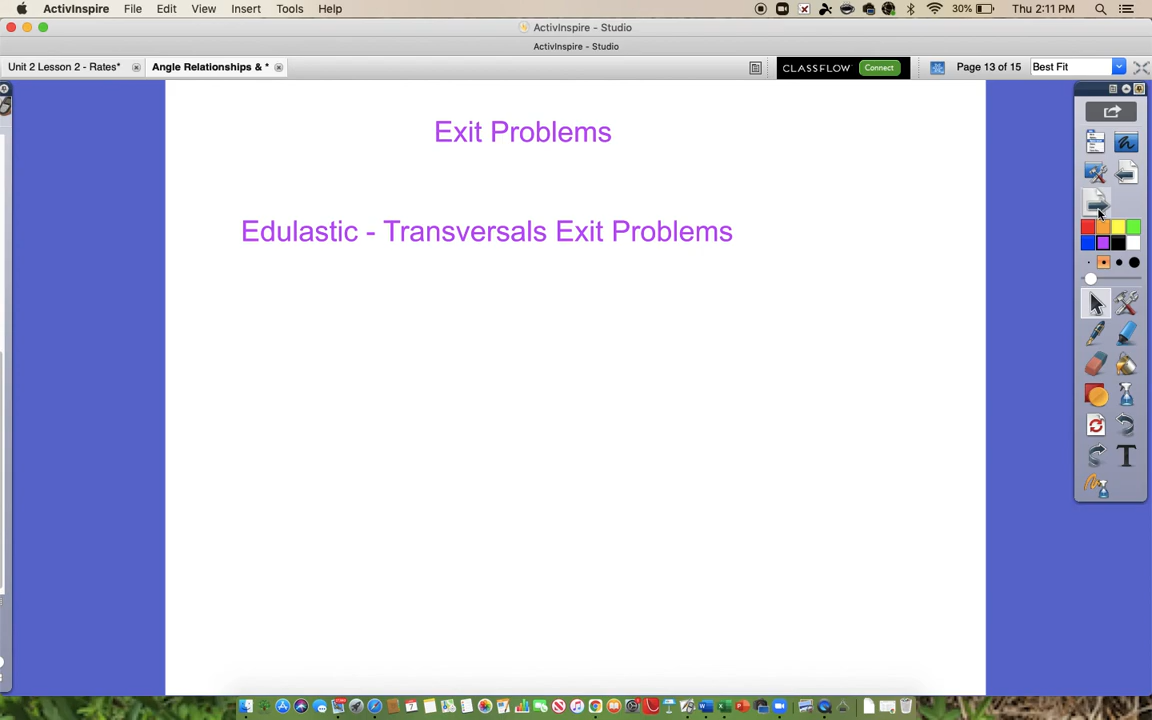 ActivInspire File Edit View Insert Tools Help 30% Thu 2:11 PM
ActivInspire - Studio
ActivInspire - Studio
Unit 2 Lesson 2 - Rates* Angle Relationships & * CLASSFLOW Connect Page 13 of 15 Best Fit
Exit Problems
Edulastic - Transversals Exit Problems
T